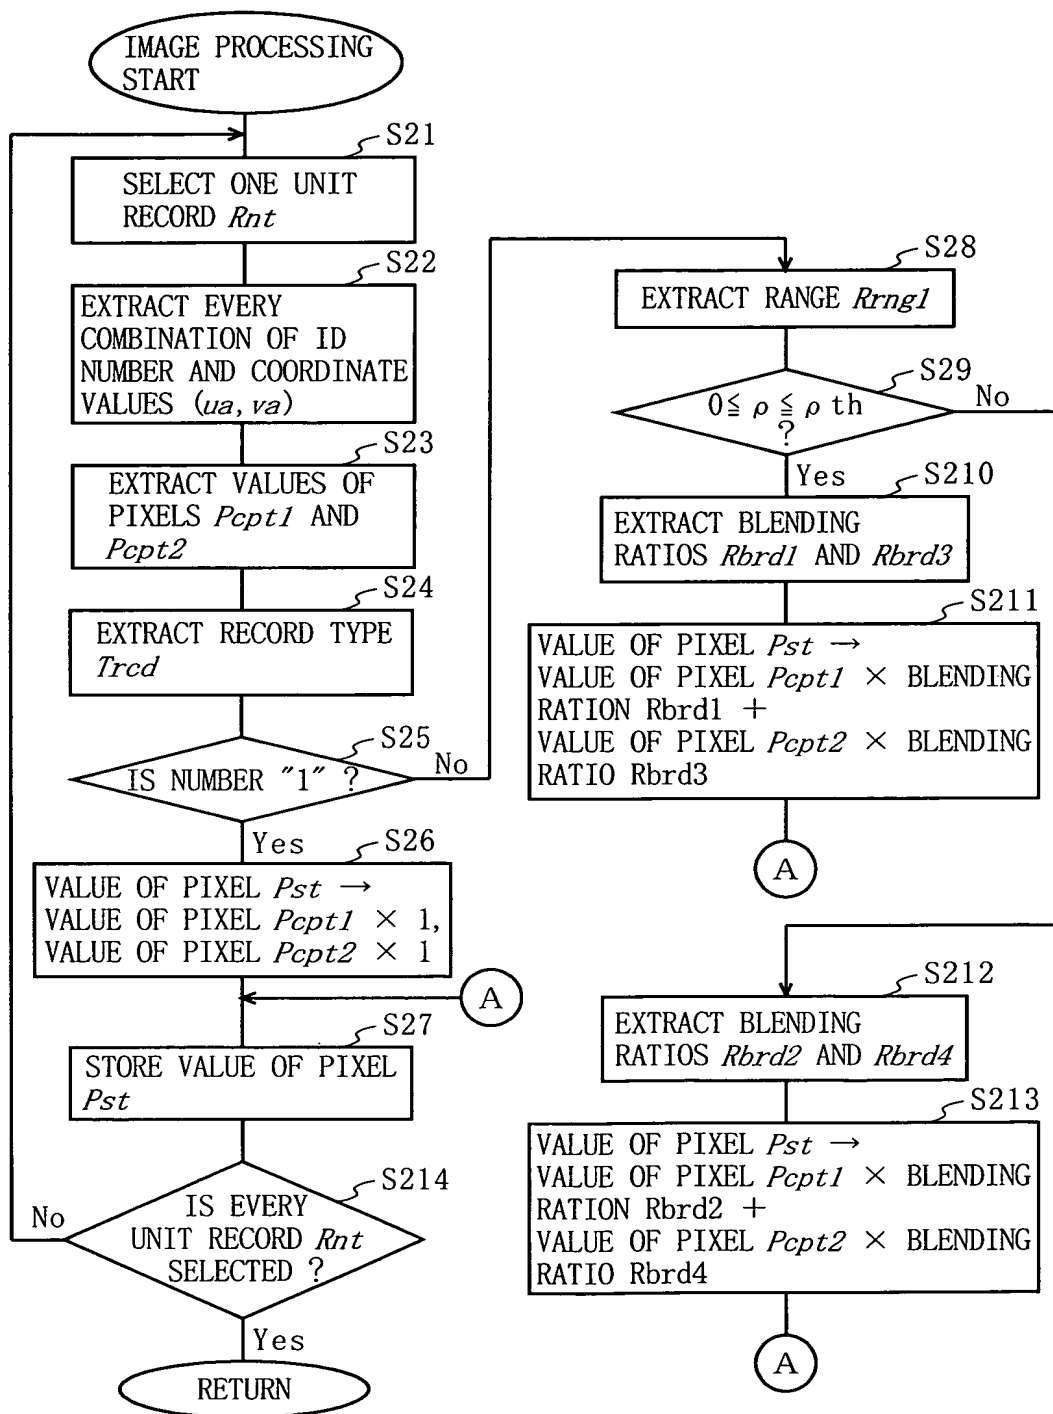 IMAGE PROCESSING
START
S21
SELECT ONE UNIT
RECORD Rnt
S22
EXTRACT EVERY
COMBINATION OF ID
NUMBER AND COORDINATE
VALUES (ua, va)
S23
EXTRACT VALUES OF
PIXELS Pcpt1 AND
Pcpt2
S24
EXTRACT RECORD TYPE
Trcd
S25
IS NUMBER "1" ?
No
Yes
S26
VALUE OF PIXEL Pst →
VALUE OF PIXEL Pcpt1 × 1,
VALUE OF PIXEL Pcpt2 × 1
A
S27
STORE VALUE OF PIXEL
Pst
S214
IS EVERY
UNIT RECORD Rnt
SELECTED ?
No
Yes
RETURN
S28
EXTRACT RANGE Rrng1
S29
0≦ ρ ≦ ρ th
?
No
Yes
S210
EXTRACT BLENDING
RATIOS Rbrd1 AND Rbrd3
S211
VALUE OF PIXEL Pst →
VALUE OF PIXEL Pcpt1 × BLENDING
RATION Rbrd1 +
VALUE OF PIXEL Pcpt2 × BLENDING
RATIO Rbrd3
A
S212
EXTRACT BLENDING
RATIOS Rbrd2 AND Rbrd4
S213
VALUE OF PIXEL Pst →
VALUE OF PIXEL Pcpt1 × BLENDING
RATION Rbrd2 +
VALUE OF PIXEL Pcpt2 × BLENDING
RATIO Rbrd4
A